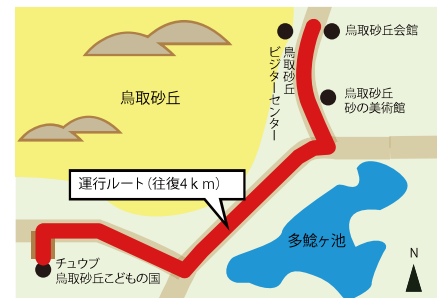 鳥取砂丘会館
鳥取砂丘
ビジターセンター
鳥取砂丘
砂の美術館
鳥取砂丘
運行ルート(往復4km)
多鯰ヶ池
チュウブ
鳥取砂丘こどもの国
N